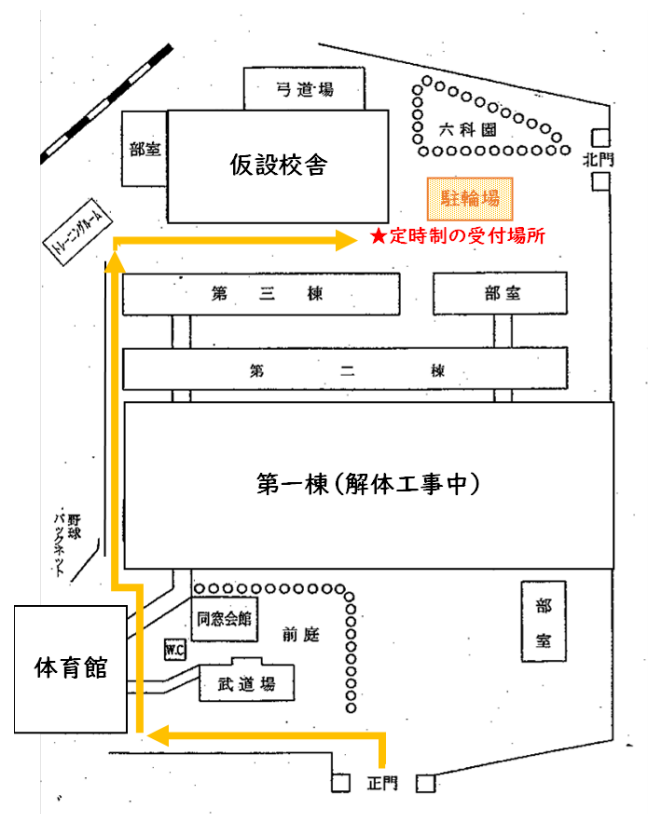 弓道場
部室
仮設校舎
六科園
北門
駐輪場
トレーニングルーム
★定時制の受付場所
第三棟
部室
第二棟
第一棟(解体工事中)
野球
バックネット
同窓会館
前庭
部室
W.C
体育館
武道場
正門